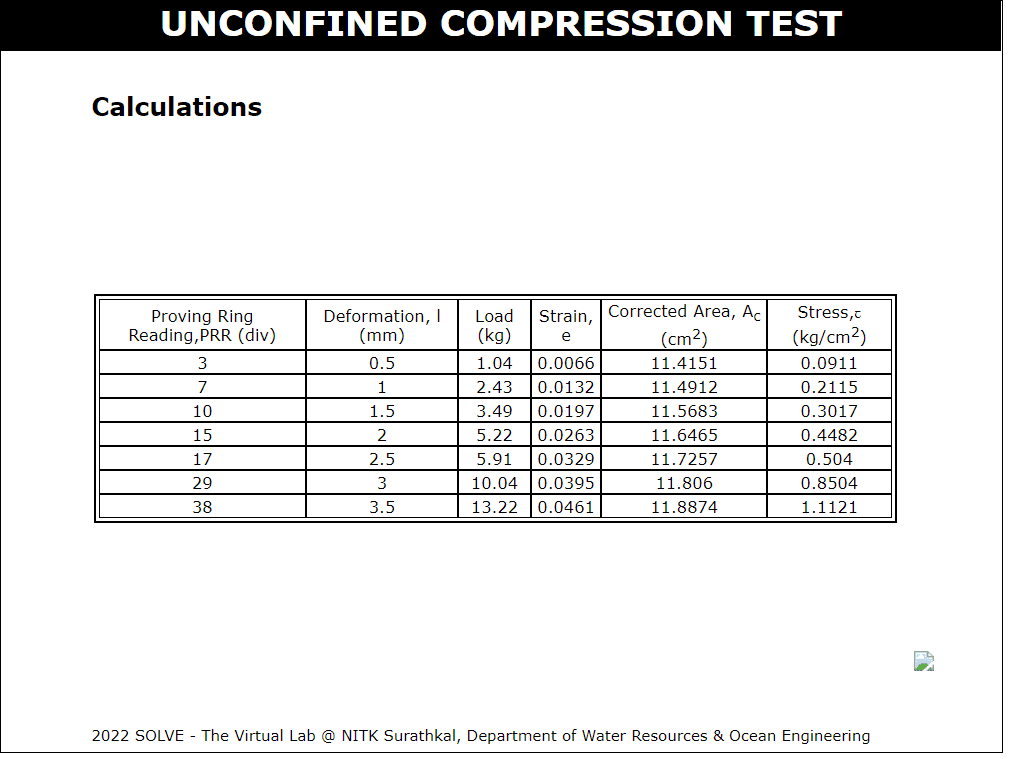 UNCONFINED COMPRESSION TEST
Calculations
Proving Ring Reading,PRR (div) Deformation, l (mm) Load (kg) Strain, e Corrected Area, Ac (cm2) Stress,τ (kg/cm2)
3 0.5 1.04 0.0066 11.4151 0.0911
7 1 2.43 0.0132 11.4912 0.2115
10 1.5 3.49 0.0197 11.5683 0.3017
15 2 5.22 0.0263 11.6465 0.4482
17 2.5 5.91 0.0329 11.7257 0.504
29 3 10.04 0.0395 11.806 0.8504
38 3.5 13.22 0.0461 11.8874 1.1121
2022 SOLVE - The Virtual Lab @ NITK Surathkal, Department of Water Resources & Ocean Engineering